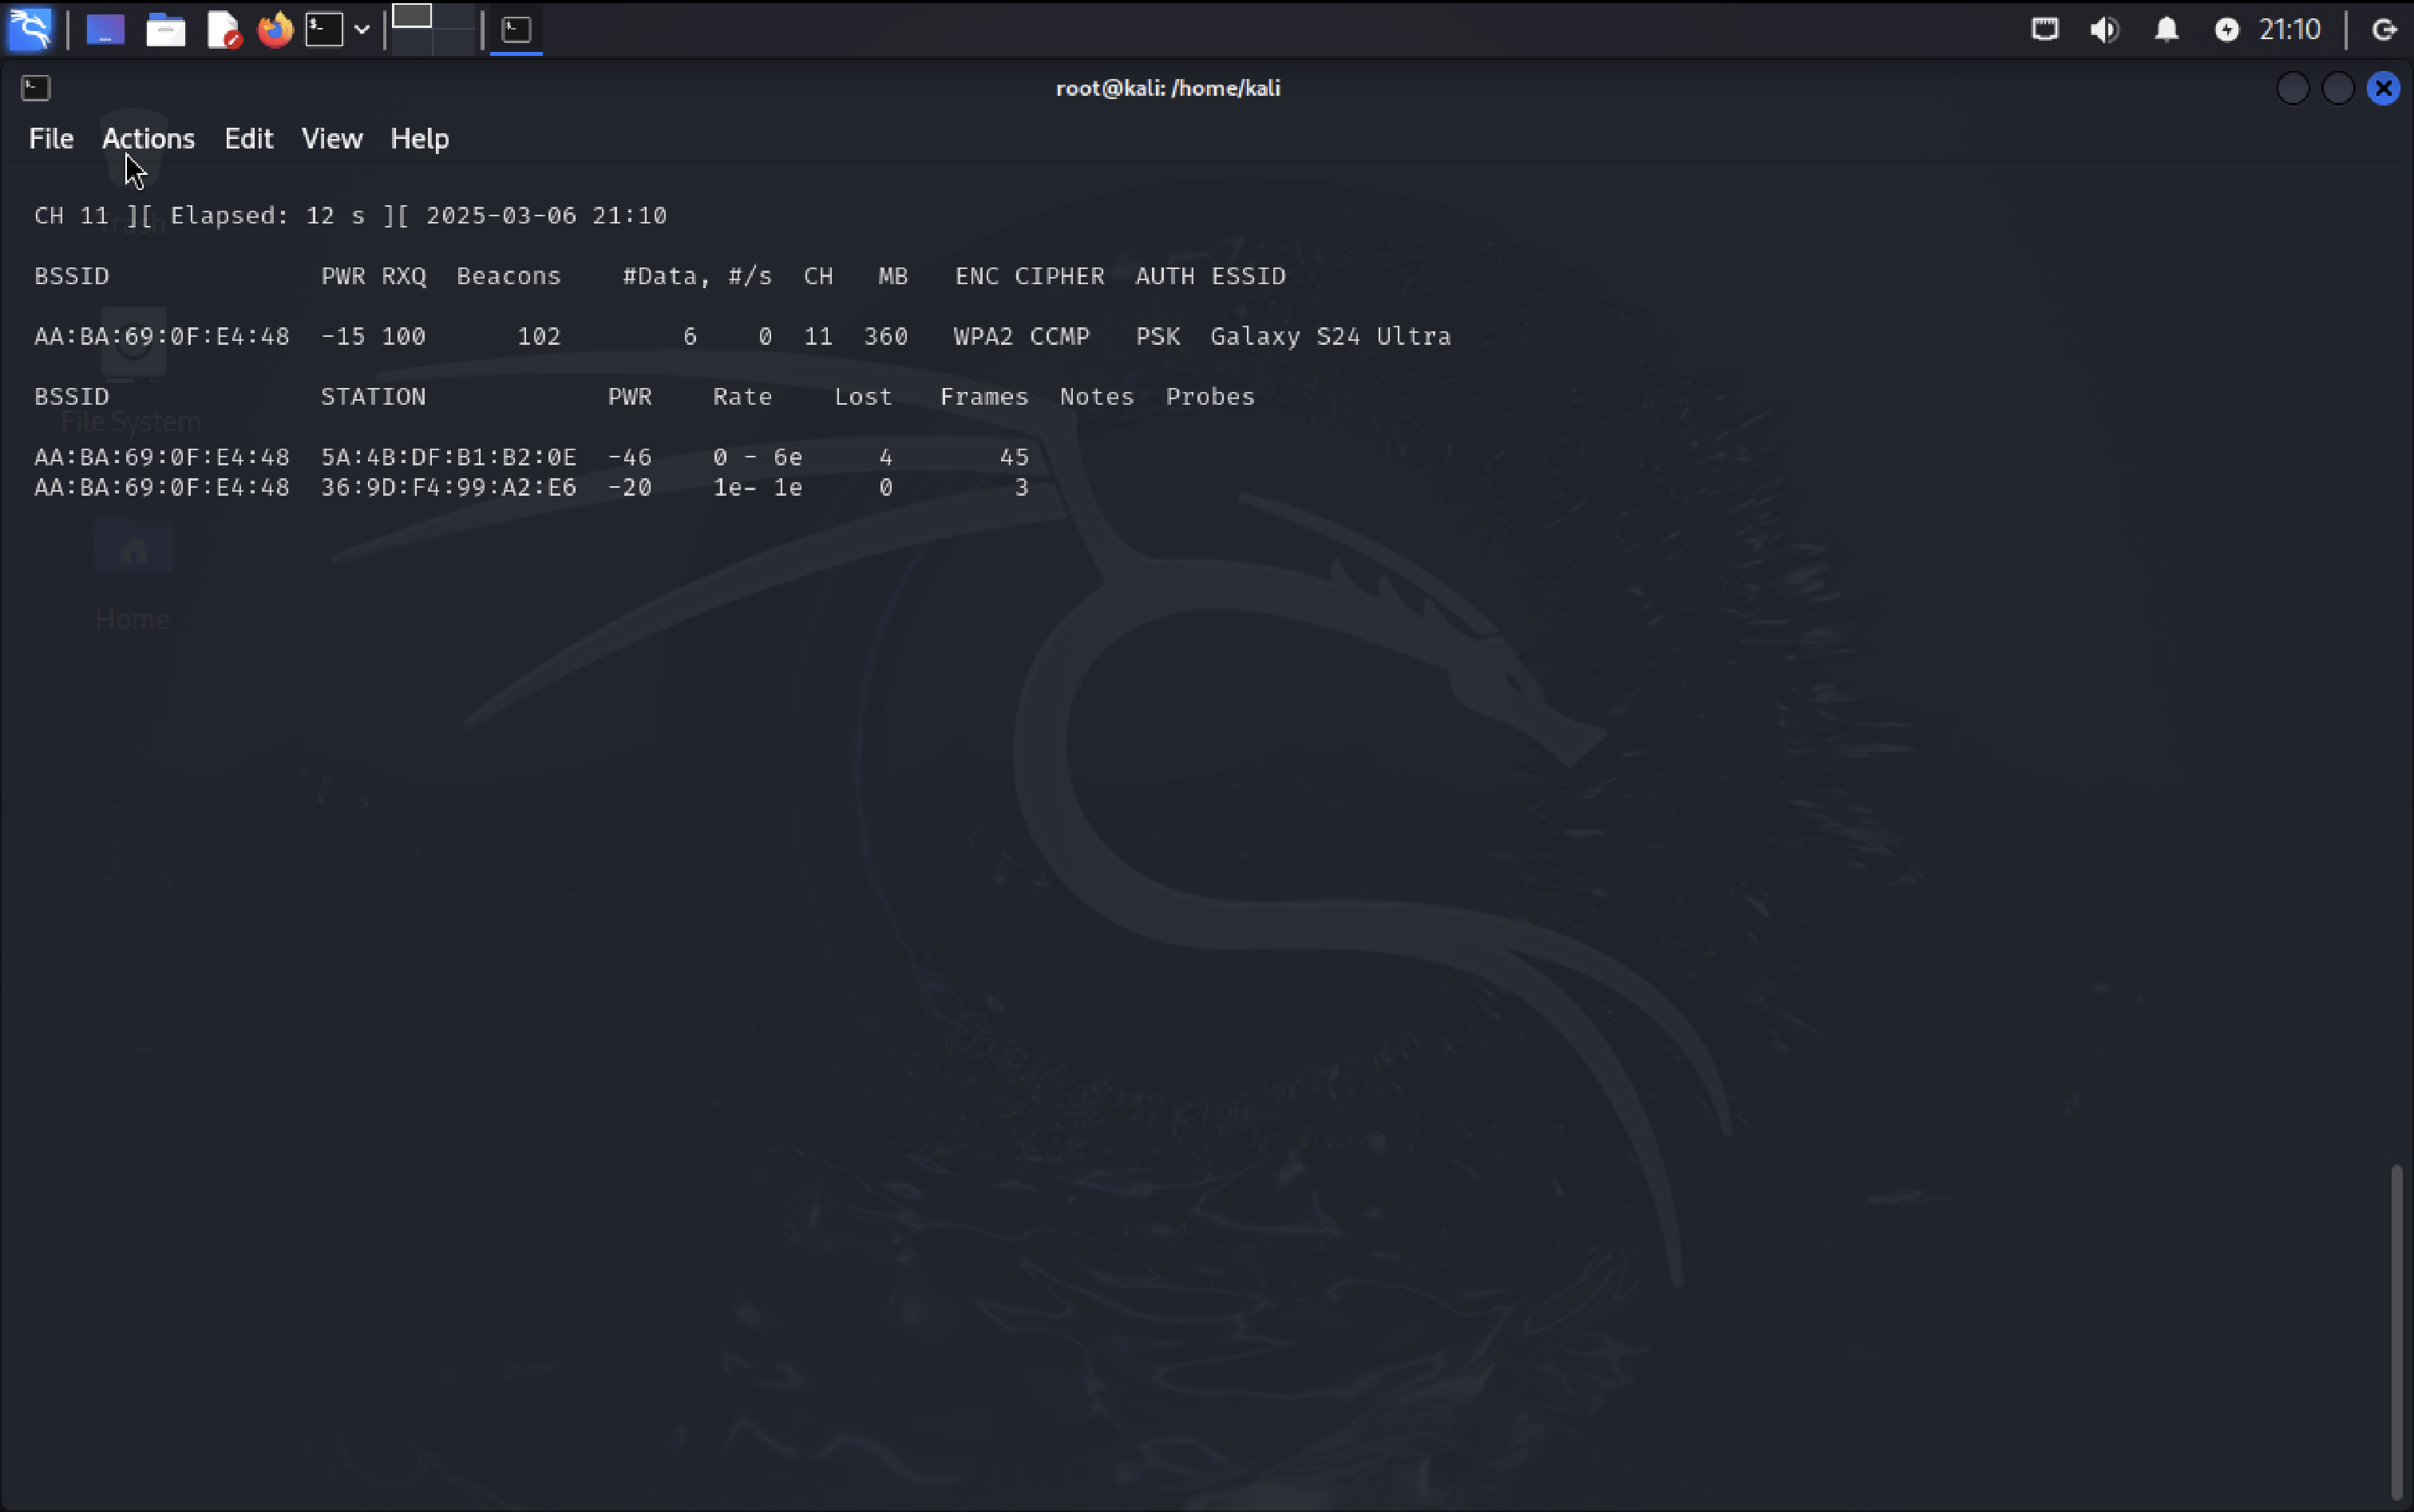 21:10
root@kali: /home/kali
File Actions Edit View Help
CH 11 ][ Elapsed: 12 s ][ 2025-03-06 21:10
Trash
BSSID PWR RXQ Beacons #Data, #/s CH MB ENC CIPHER AUTH ESSID
AA:BA:69:0F:E4:48 -15 100 102 6 0 11 360 WPA2 CCMP PSK Galaxy S24 Ultra
BSSID STATION PWR Rate Lost Frames Notes Probes
File System
AA:BA:69:0F:E4:48 5A:4B:DF:B1:B2:0E -46 0 - 6e 4 45
AA:BA:69:0F:E4:48 36:9D:F4:99:A2:E6 -20 1e- 1e 0 3
Home